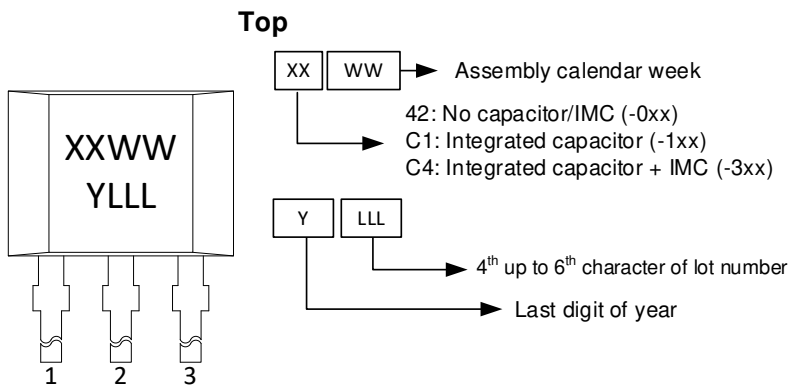 Top
XX WW Assembly calendar week
42: No capacitor/IMC (-0xx)
C1: Integrated capacitor (-1xx)
C4: Integrated capacitor + IMC (-3xx)
XXWW
YLLL
Y LLL
4th up to 6th character of lot number
Last digit of year
1 2 3